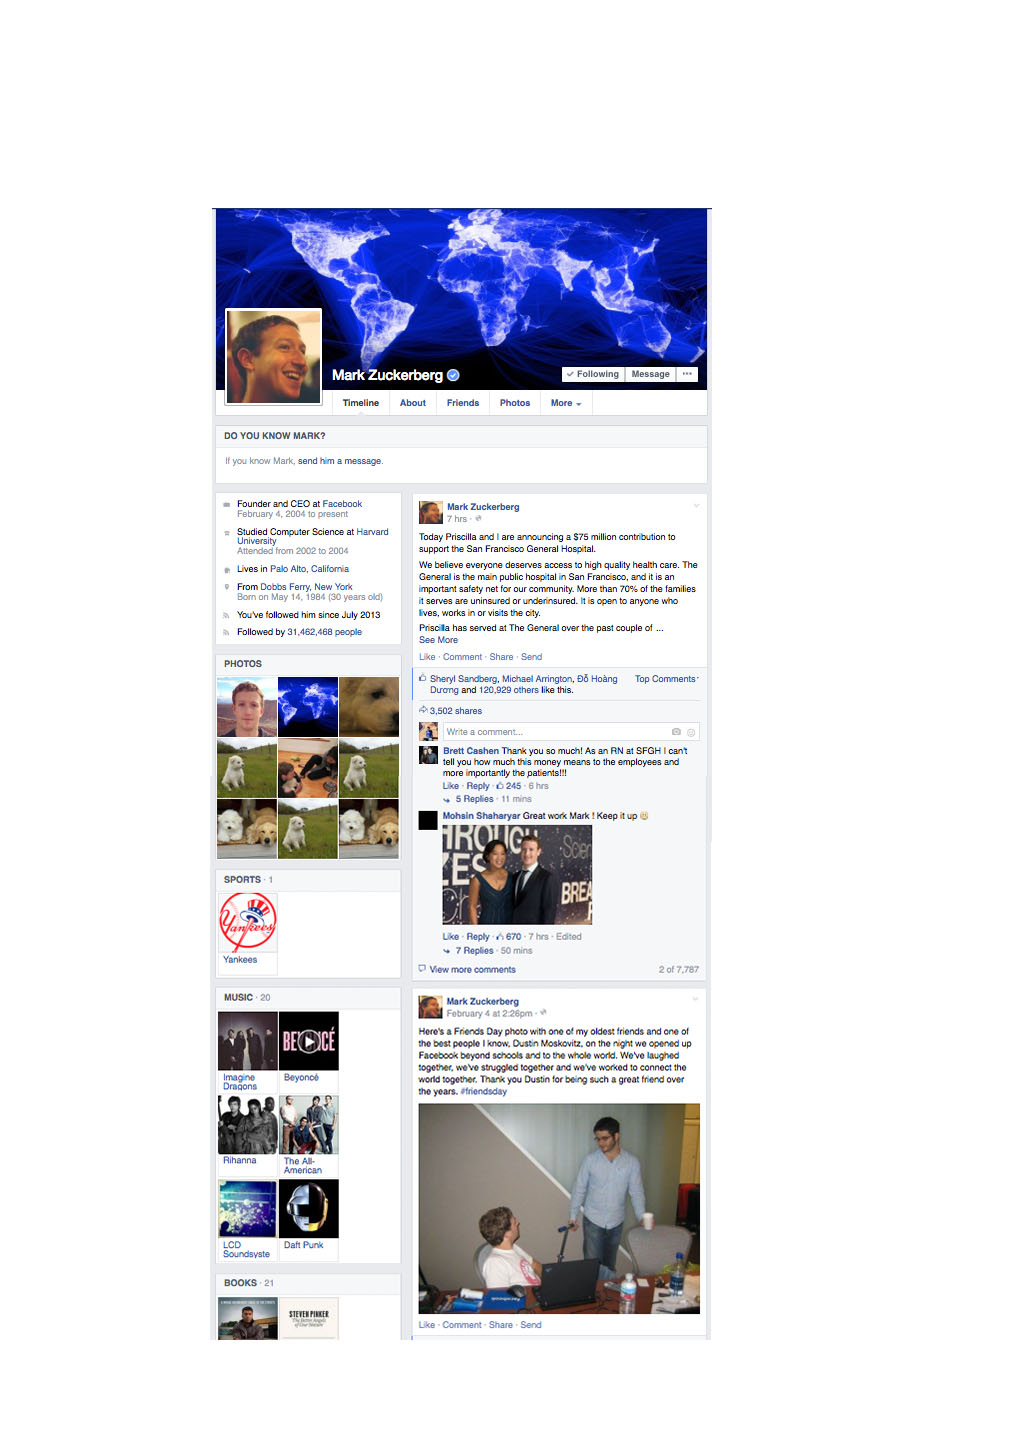 Mark Zuckerberg
Following
Message
Timeline
About
Friends
Photos
More
DO YOU KNOW MARK?
If you know Mark, send him a message.
Founder and CEO at Facebook
February 4, 2004 to present
Studied Computer Science at Harvard
University
Attended from 2002 to 2004
Lives in Palo Alto, California
From Dobbs Ferry, New York
Born on May 14, 1984 (30 years old)
You've followed him since July 2013
Followed by 31,462,468 people
PHOTOS
SPORTS · 1
Yankees
Yankees
MUSIC · 20
BEYONCÉ
Imagine
Dragons
Beyoncé
Rihanna
The All-
American
LCD
Soundsyste
Daft Punk
BOOKS · 21
STEVEN PINKER
The Better Angels
of Our Nature
Mark Zuckerberg
7 hrs ·
Today Priscilla and I are announcing a $75 million contribution to
support the San Francisco General Hospital.
We believe everyone deserves access to high quality health care. The
General is the main public hospital in San Francisco, and it is an
important safety net for our community. More than 70% of the families
it serves are uninsured or underinsured. It is open to anyone who
lives, works in or visits the city.
Priscilla has served at The General over the past couple of ...
See More
Like · Comment · Share · Send
Sheryl Sandberg, Michael Arrington, Đỗ Hoàng
Dương and 120,929 others like this.
Top Comments
3,502 shares
Write a comment...
Brett Cashen Thank you so much! As an RN at SFGH I can't
tell you how much this money means to the employees and
more importantly the patients!!!
Like · Reply · 245 · 6 hrs
5 Replies · 11 mins
Mohsin Shaharyar Great work Mark ! Keep it up
HROUGH
ZES
Scien
BREA
Like · Reply · 670 · 7 hrs · Edited
7 Replies · 50 mins
View more comments
2 of 7,787
Mark Zuckerberg
February 4 at 2:26pm ·
Here's a Friends Day photo with one of my oldest friends and one of
the best people I know, Dustin Moskovitz, on the night we opened up
Facebook beyond schools and to the whole world. We've laughed
together, we've struggled together and we've worked to connect the
world together. Thank you Dustin for being such a great friend over
the years. #friendsday
Like · Comment · Share · Send